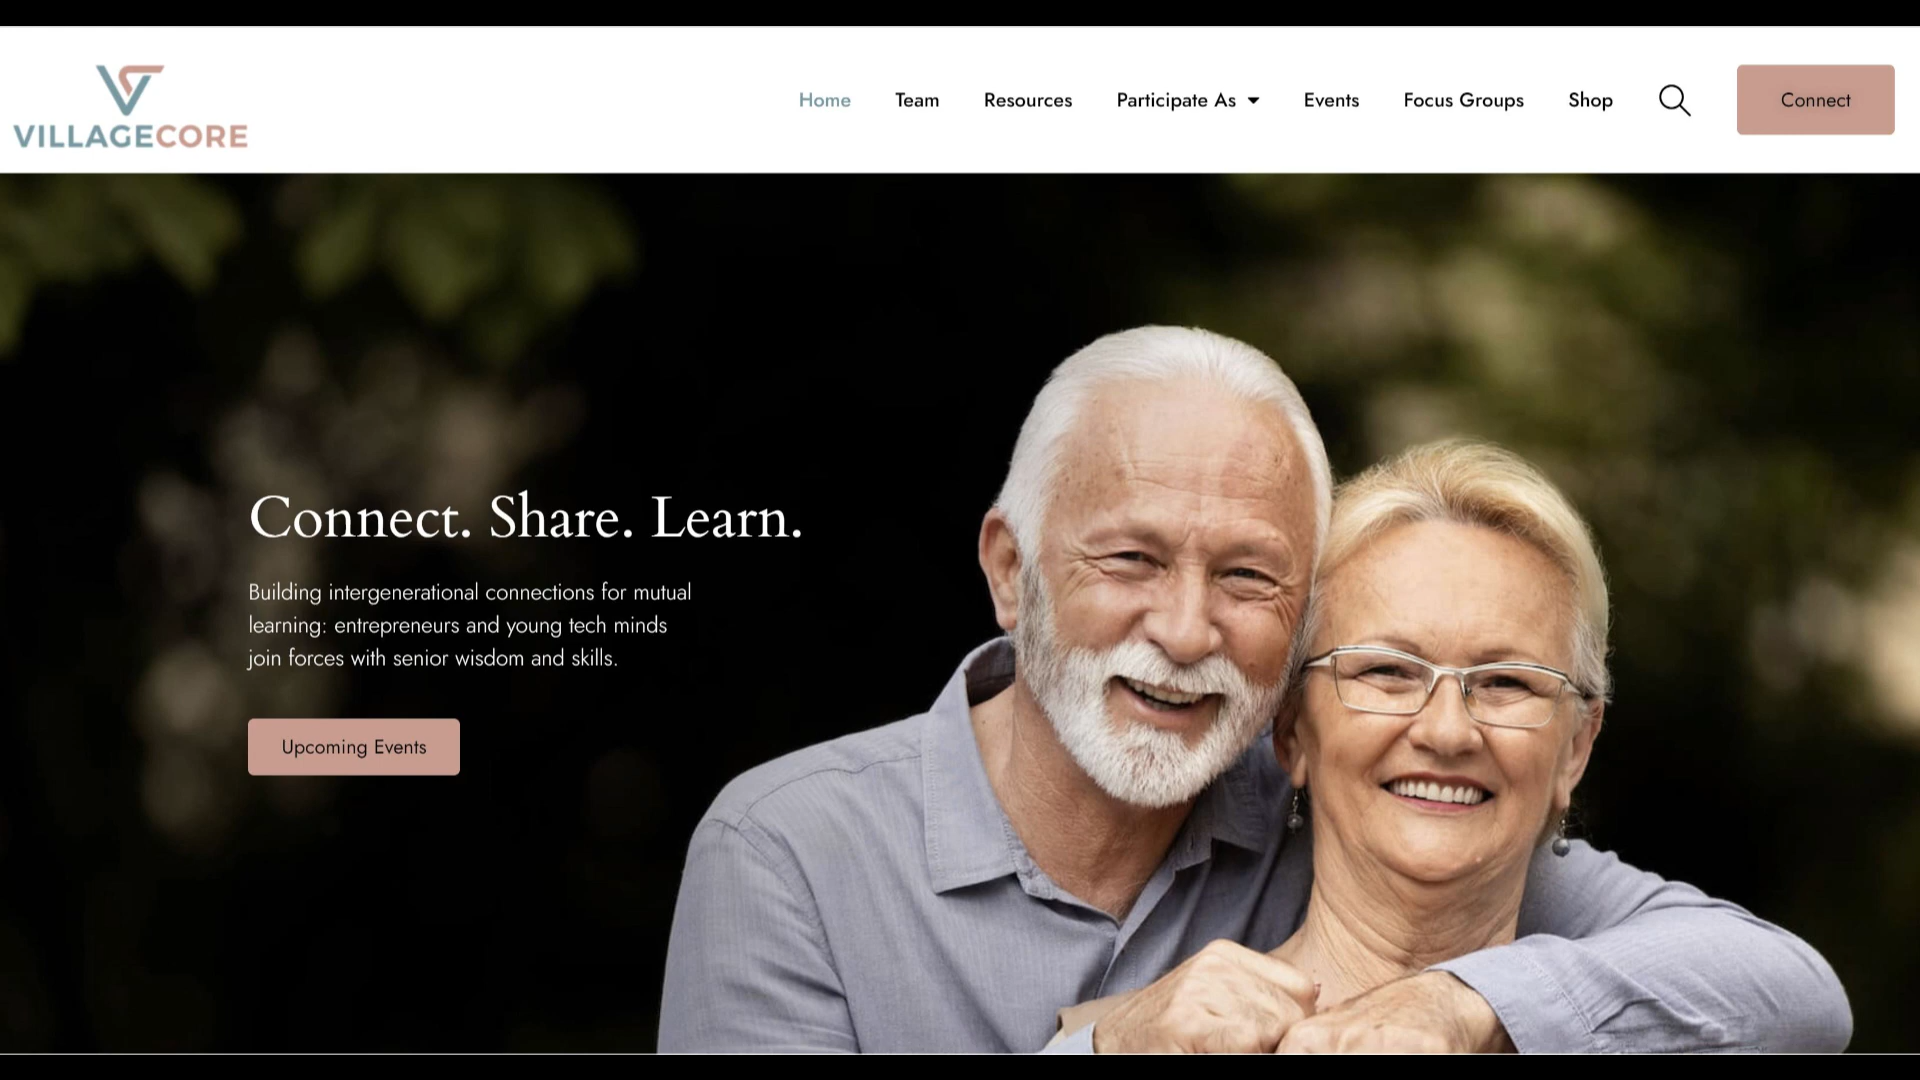 VILLAGECORE
Home
Team
Resources
Participate As
Events
Focus Groups
Shop
Connect
Connect. Share. Learn.
Building intergenerational connections for mutual
learning: entrepreneurs and young tech minds
join forces with senior wisdom and skills.
Upcoming Events